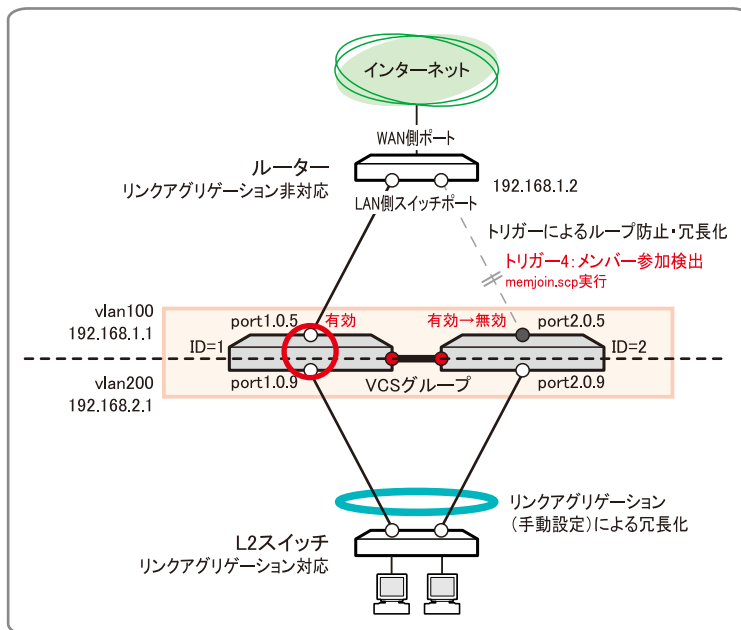 インターネット
WAN側ポート
ルーター
リンクアグリゲーション非対応
192.168.1.2
LAN側スイッチポート
トリガーによるループ防止・冗長化
トリガー4：メンバー参加検出
memjoin.scp実行
vlan100
192.168.1.1
port1.0.5
有効
有効→無効
port2.0.5
ID=1
ID=2
vlan200
192.168.2.1
port1.0.9
VCSグループ
port2.0.9
リンクアグリゲーション
（手動設定）による冗長化
L2スイッチ
リンクアグリゲーション対応